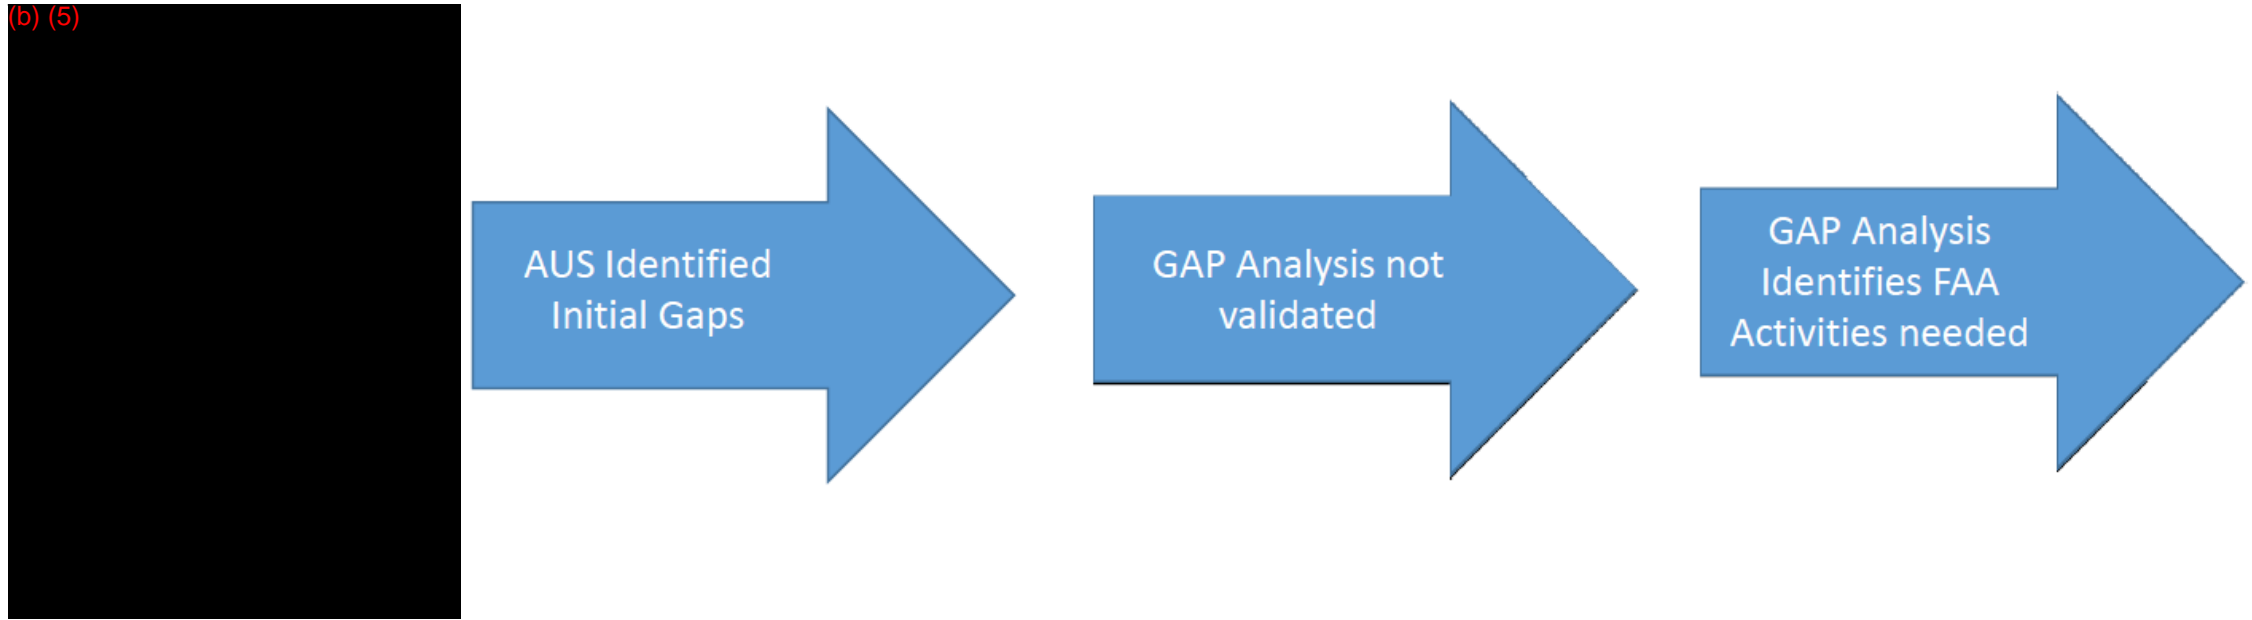 (b) (5)
AUS Identified
Initial Gaps
GAP Analysis not
validated
GAP Analysis
Identifies FAA
Activities needed